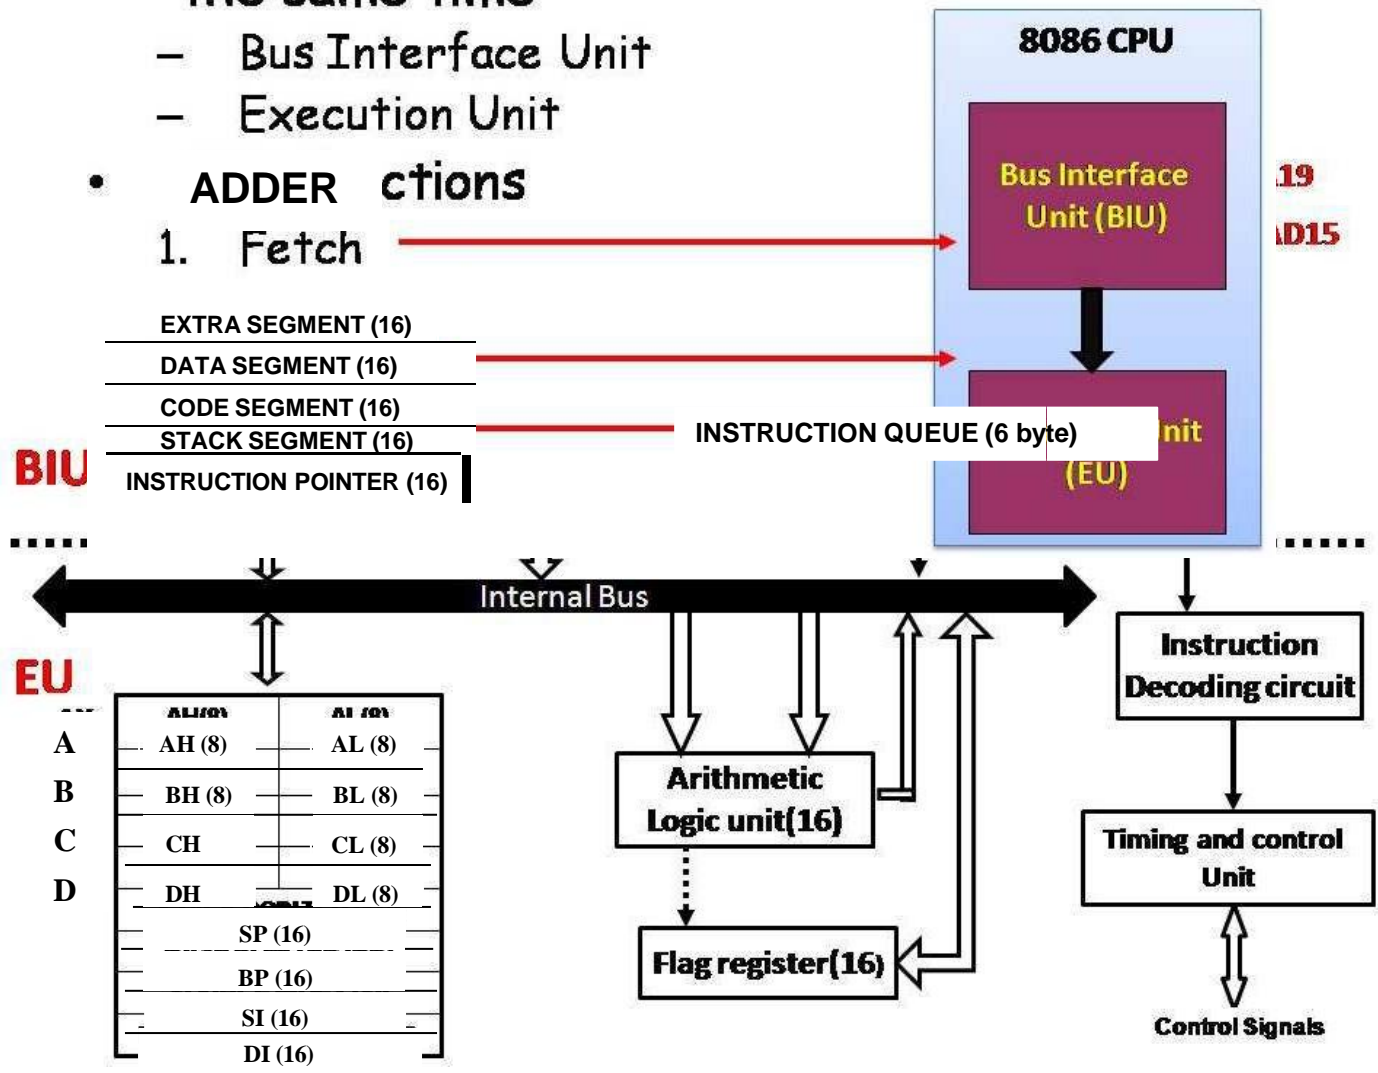 – Bus Interface Unit
– Execution Unit
• ADDER ctions
1. Fetch
8086 CPU
Bus Interface
Unit (BIU)
19
AD15
EXTRA SEGMENT (16)
DATA SEGMENT (16)
CODE SEGMENT (16)
STACK SEGMENT (16)
INSTRUCTION POINTER (16)
INSTRUCTION QUEUE (6 byte)
nit
(EU)
BIU
Internal Bus
EU
A AH (8) AL (8)
B BH (8) BL (8)
C CH CL (8)
D DH DL (8)
SP (16)
BP (16)
SI (16)
DI (16)
Arithmetic
Logic unit(16)
Flag register(16)
Instruction
Decoding circuit
Timing and control
Unit
Control Signals